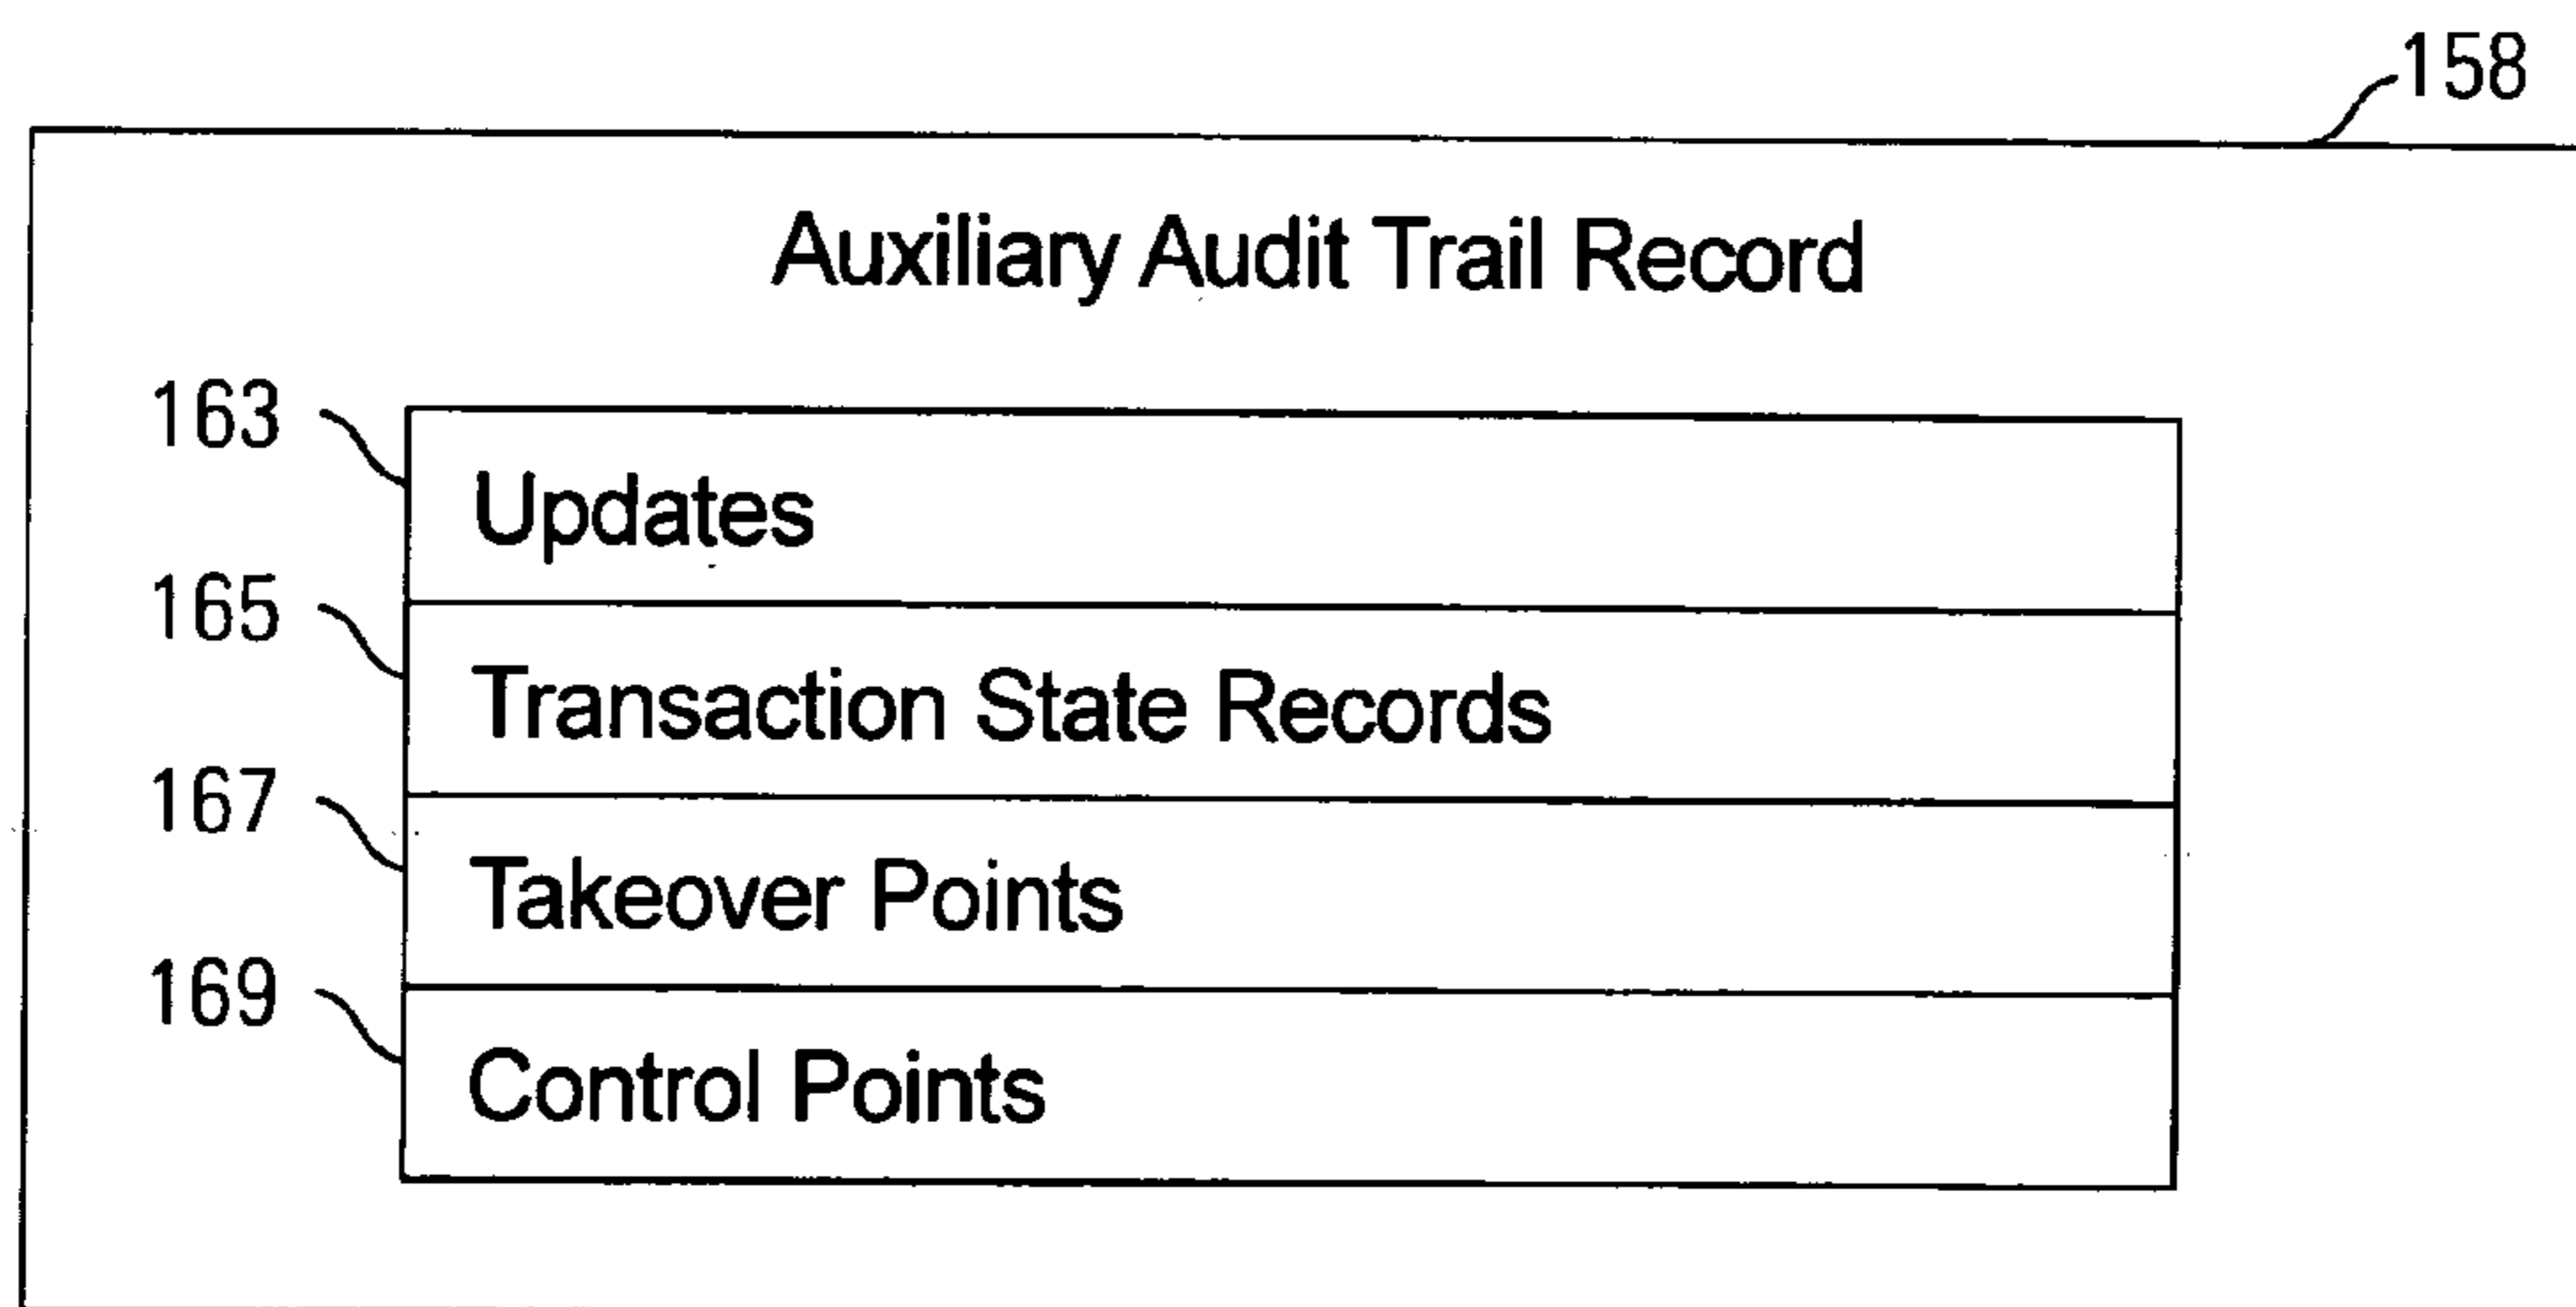 158
Auxiliary Audit Trail Record
163
Updates
165
Transaction State Records
167
Takeover Points
169
Control Points